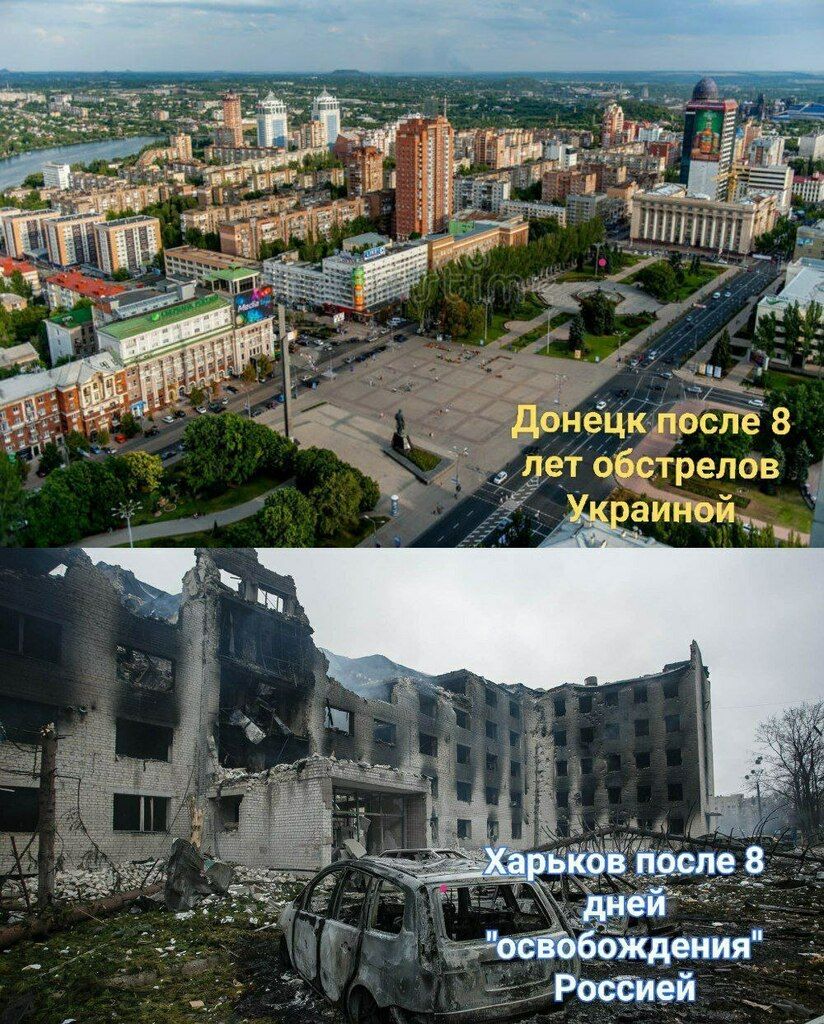 Донецк после 8
лет обстрелов
Украиной
Харьков после 8
дней
"освобождения"
Россией